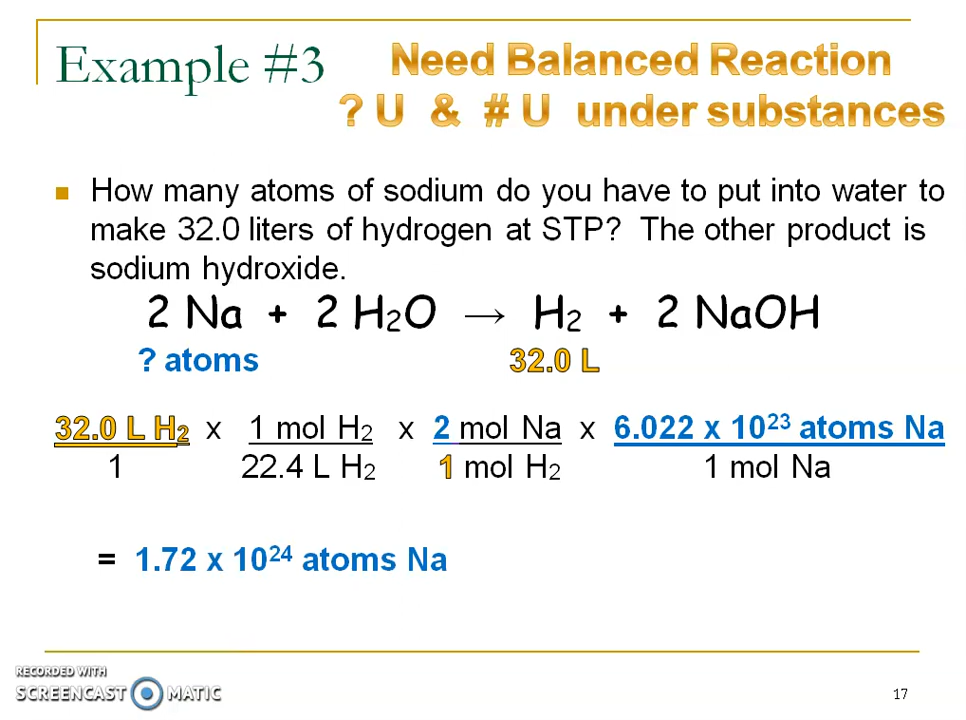 Example #3
Need Balanced Reaction
? U & # U under substances
■ How many atoms of sodium do you have to put into water to
make 32.0 liters of hydrogen at STP? The other product is
sodium hydroxide.
2 Na + 2 H₂O → H₂ + 2 NaOH
? atoms 32.0 L
32.0 L H₂ x 1 mol H₂ x 2 mol Na x 6.022 x 10²³ atoms Na
1 22.4 L H₂ 1 mol H₂ 1 mol Na
= 1.72 x 10²⁴ atoms Na
RECORDED WITH
SCREENCAST MATIC
17